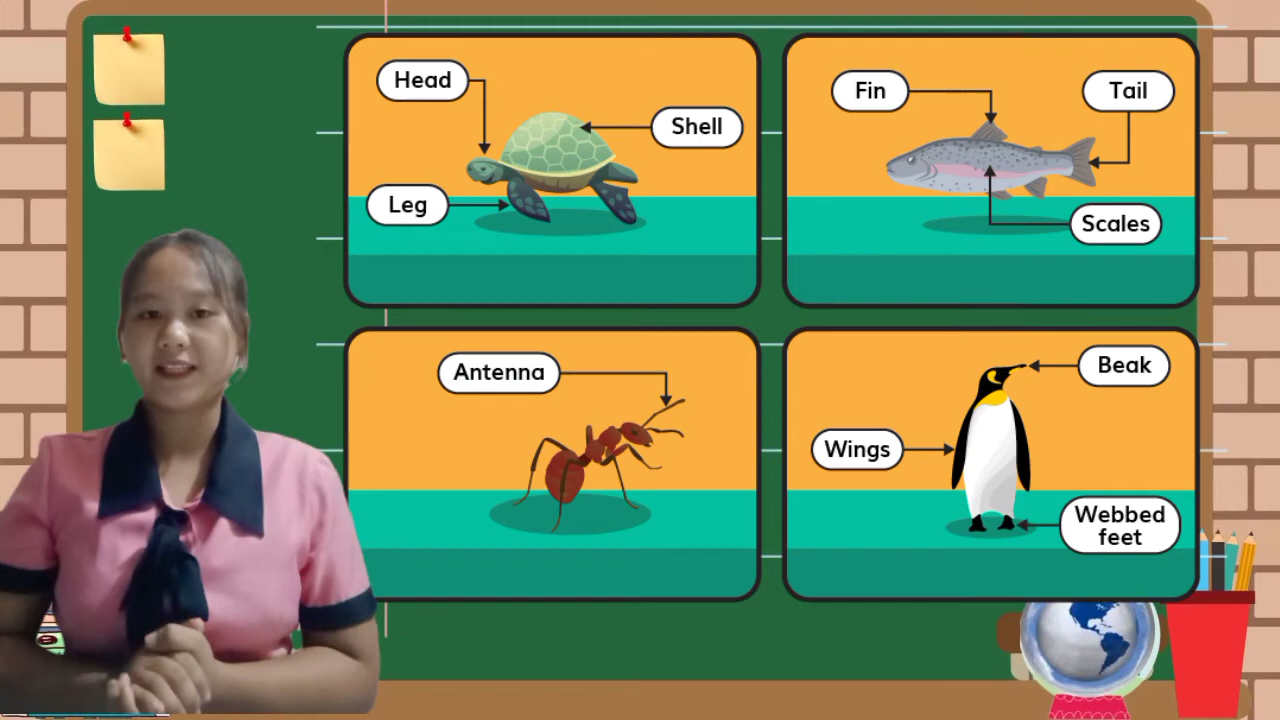 Head
Shell
Leg
Fin
Tail
Scales
Antenna
Beak
Wings
Webbed
feet